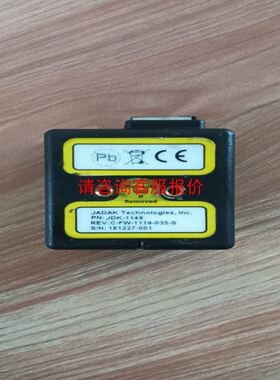 Pb
CE
请咨询客服报价
If
Removed
JADAK Technologies, Inc.
PN: JDK-1148
REV: C-FW-1119-035-S
S/N: 181227-001